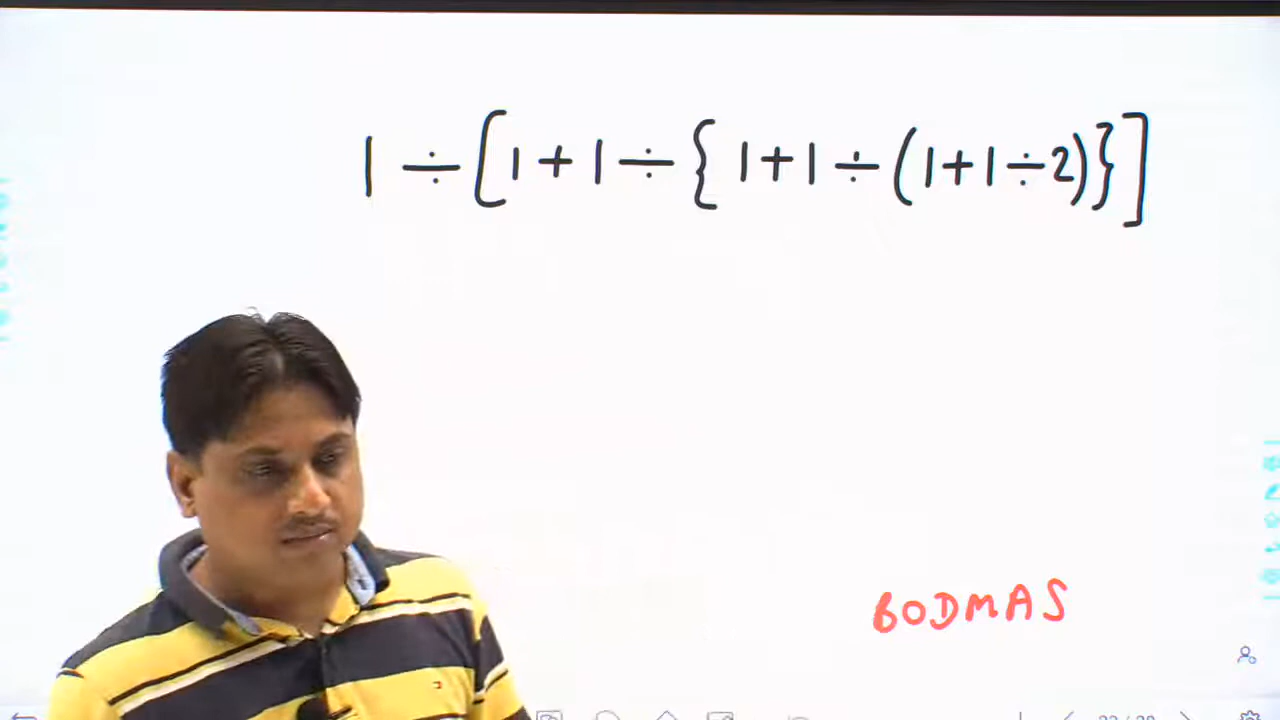 1 ÷ [1 + 1 ÷ {1 + 1 ÷ (1 + 1 ÷ 2)}]
BODMAS